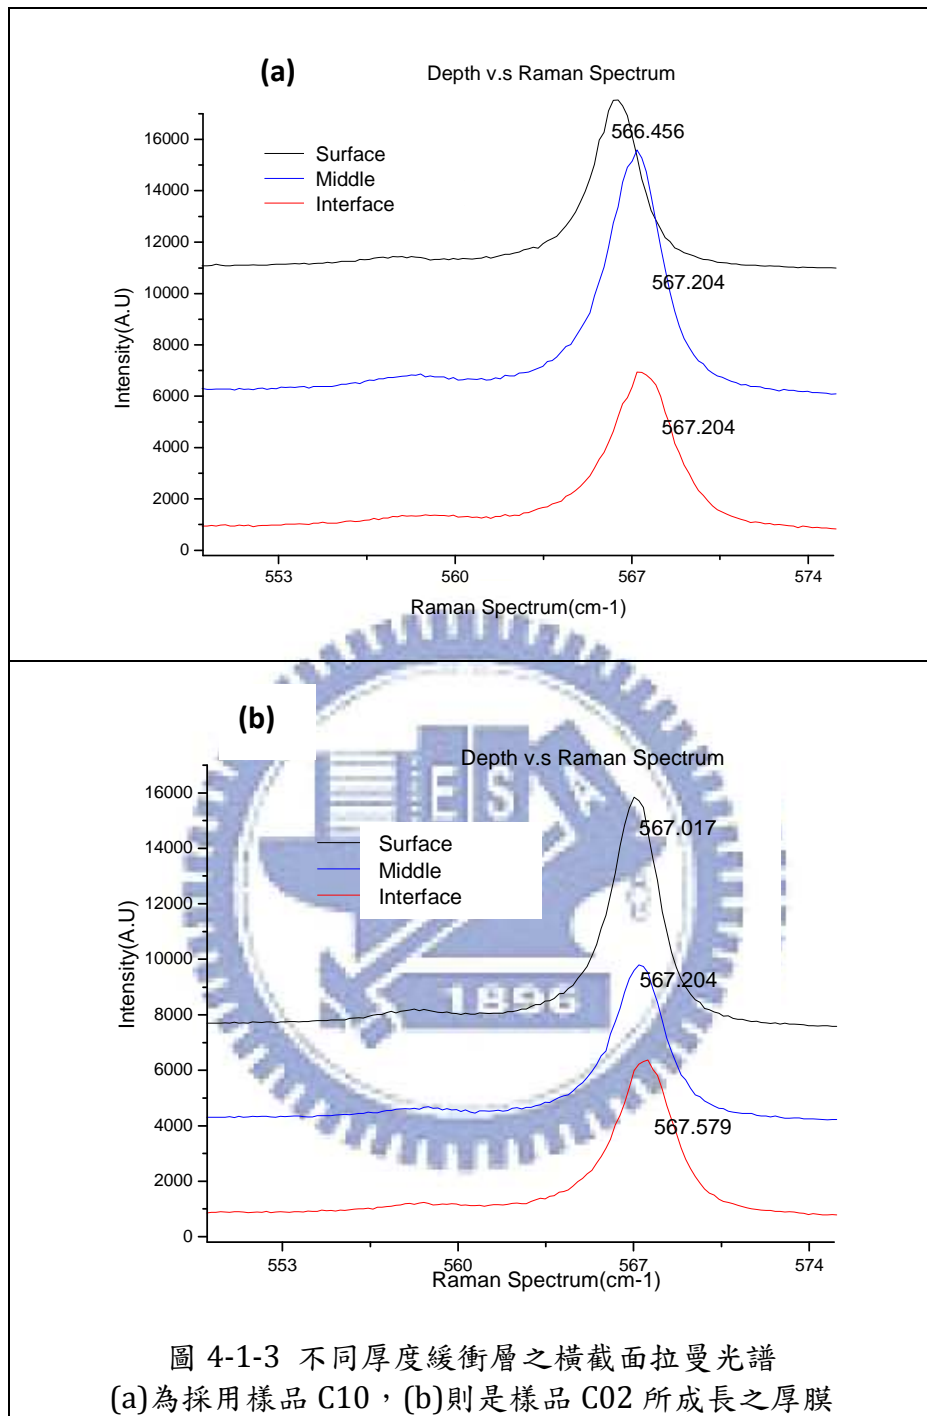 (a)
Depth v.s Raman Spectrum
566.456
567.204
567.204
Surface
Middle
Interface
16000
14000
12000
10000
8000
6000
4000
2000
0
Intensity(A.U)
553
560
567
574
Raman Spectrum(cm-1)
(b)
Depth v.s Raman Spectrum
567.017
567.204
567.579
Surface
Middle
Interface
16000
14000
12000
10000
8000
6000
4000
2000
0
Intensity(A.U)
553
560
567
574
Raman Spectrum(cm-1)
ESA
1896
圖 4-1-3 不同厚度緩衝層之橫截面拉曼光譜
(a)為採用樣品 C10，(b)則是樣品 C02 所成長之厚膜